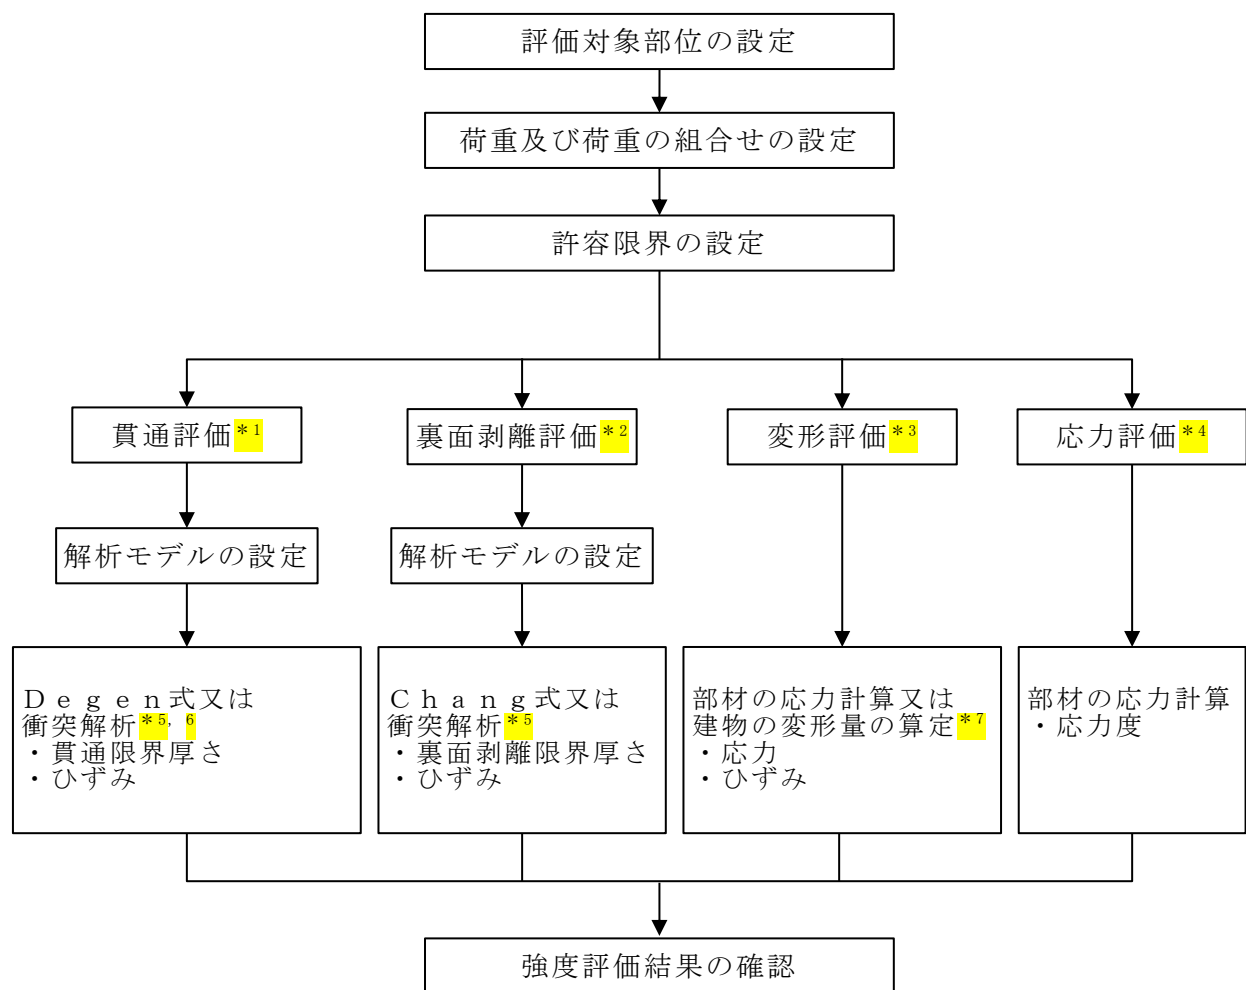 評価対象部位の設定
荷重及び荷重の組合せの設定
許容限界の設定
貫通評価*1
裏面剥離評価*2
変形評価*3
応力評価*4
解析モデルの設定
解析モデルの設定
Ｄｅｇｅｎ式又は
衝突解析*5，6
・貫通限界厚さ
・ひずみ
Ｃｈａｎｇ式又は
衝突解析*5
・裏面剥離限界厚さ
・ひずみ
部材の応力計算又は
建物の変形量の算定*7
・応力
・ひずみ
部材の応力計算
・応力度
強度評価結果の確認